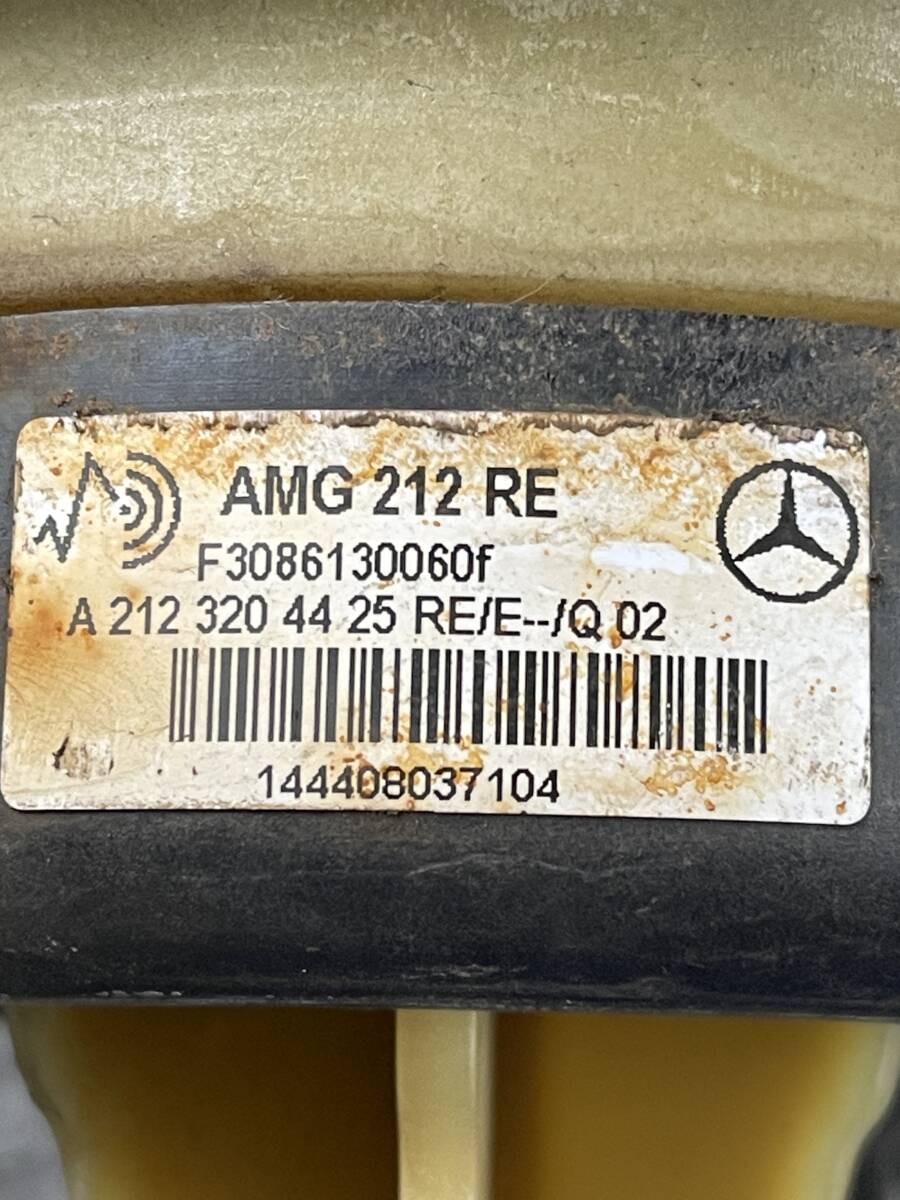 AMG 212 RE
F3086130060f
A 212 320 44 25 RE/E--/Q 02
144408037104